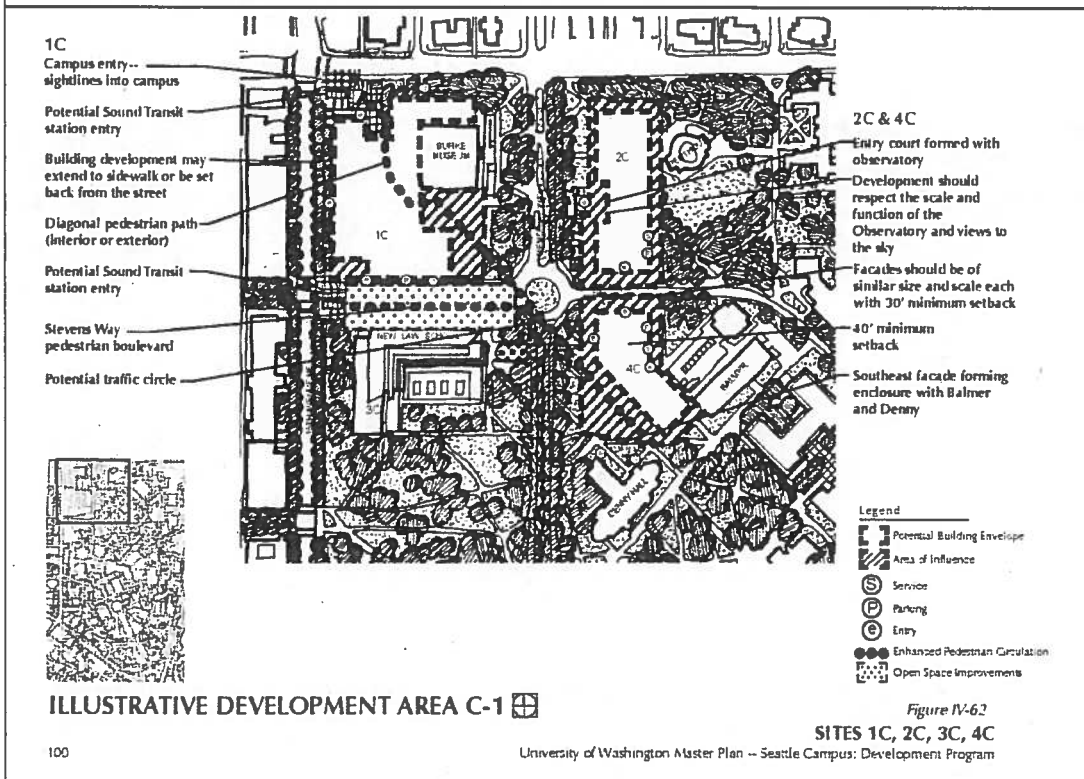 1C
Campus entry--
sightlines into campus
Potential Sound Transit
station entry
Building development may
extend to sidewalk or be set
back from the street
Diagonal pedestrian path
(interior or exterior)
Potential Sound Transit
station entry
Stevens Way
pedestrian boulevard
Potential traffic circle
BURKE
MUSEUM
1C
2C
NEW LAW SCHOOL
3C
4C
BALMER
DENNY HALL
2C & 4C
Entry court formed with
observatory
Development should
respect the scale and
function of the
Observatory and views to
the sky
Facades should be of
similar size and scale each
with 30' minimum setback
40' minimum
setback
Southeast facade forming
enclosure with Balmer
and Denny
Legend
Potential Building Envelope
Area of Influence
S Service
P Parking
e Entry
Enhanced Pedestrian Circulation
Open Space Improvements
ILLUSTRATIVE DEVELOPMENT AREA C-1
Figure IV-62
SITES 1C, 2C, 3C, 4C
100
University of Washington Master Plan -- Seattle Campus: Development Program